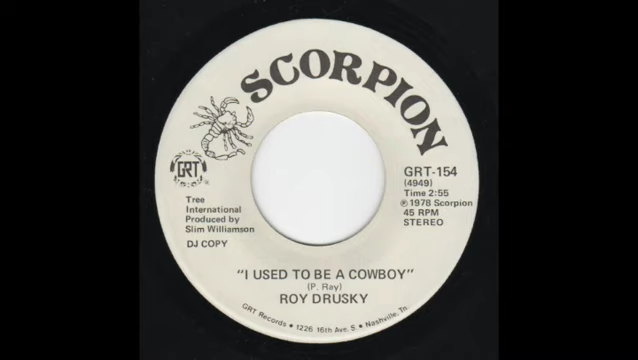 SCORPION
GRT
GRT-154
(4949)
Time 2:55
℗ 1978 Scorpion
45 RPM
STEREO
Tree
International
Produced by
Slim Williamson
DJ COPY
"I USED TO BE A COWBOY"
(P. Ray)
ROY DRUSKY
GRT Records • 1226 16th Ave. S. • Nashville, Tn.